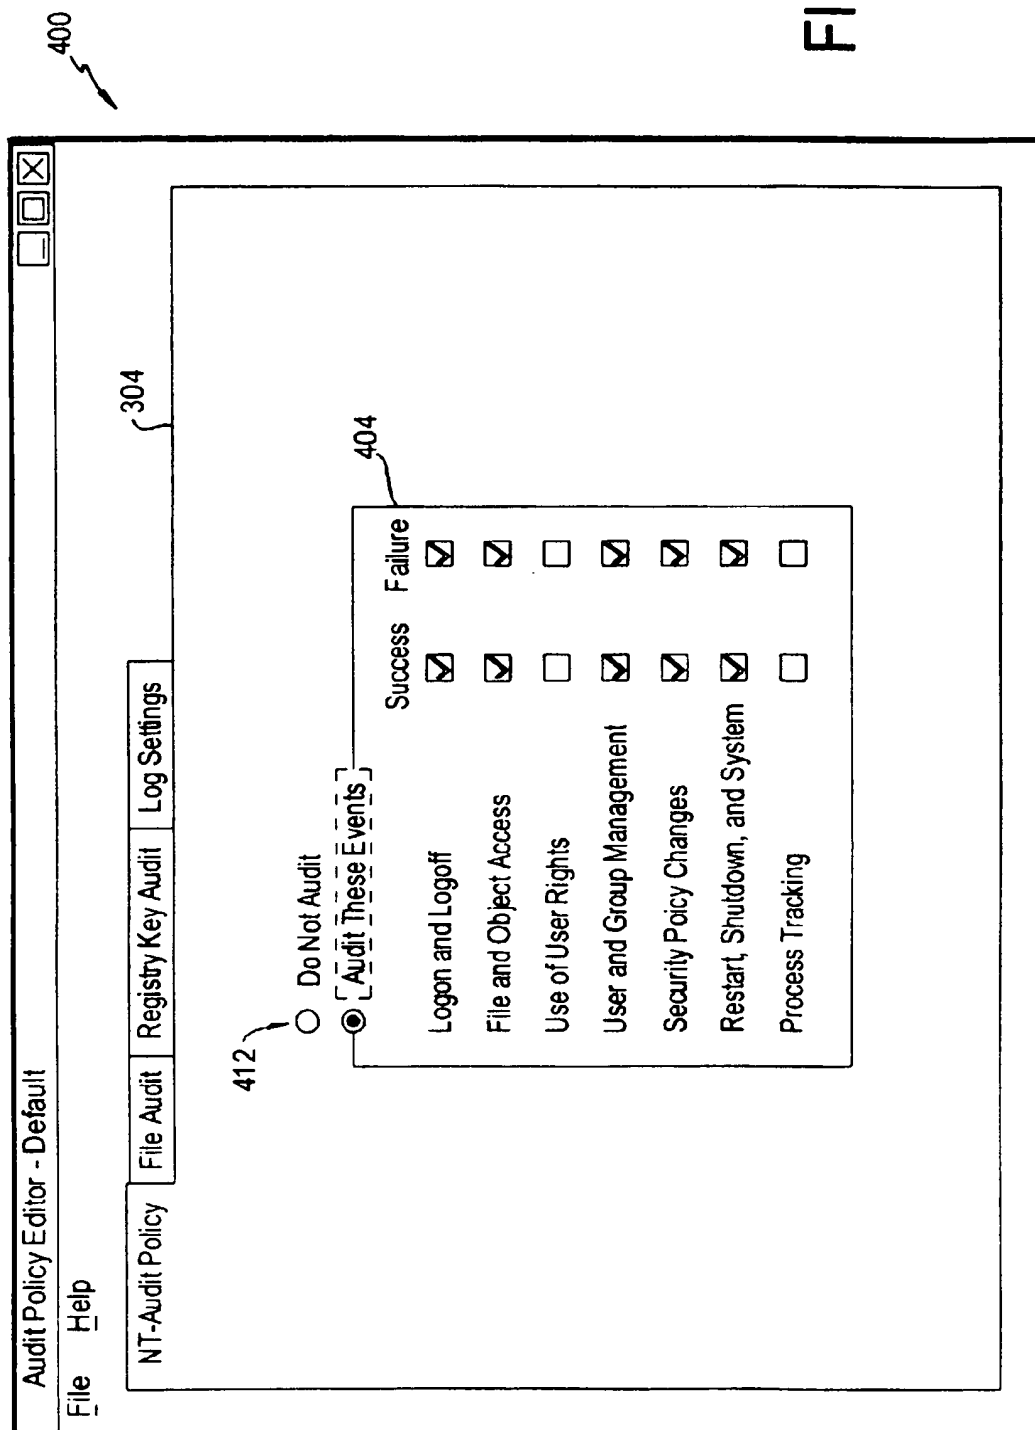 400
Audit Policy Editor - Default
File Help
NT-Audit Policy File Audit Registry Key Audit Log Settings
304
412
Do Not Audit
Audit These Events
404
Success Failure
Logon and Logoff
File and Object Access
Use of User Rights
User and Group Management
Security Poicy Changes
Restart, Shutdown, and System
Process Tracking
FI